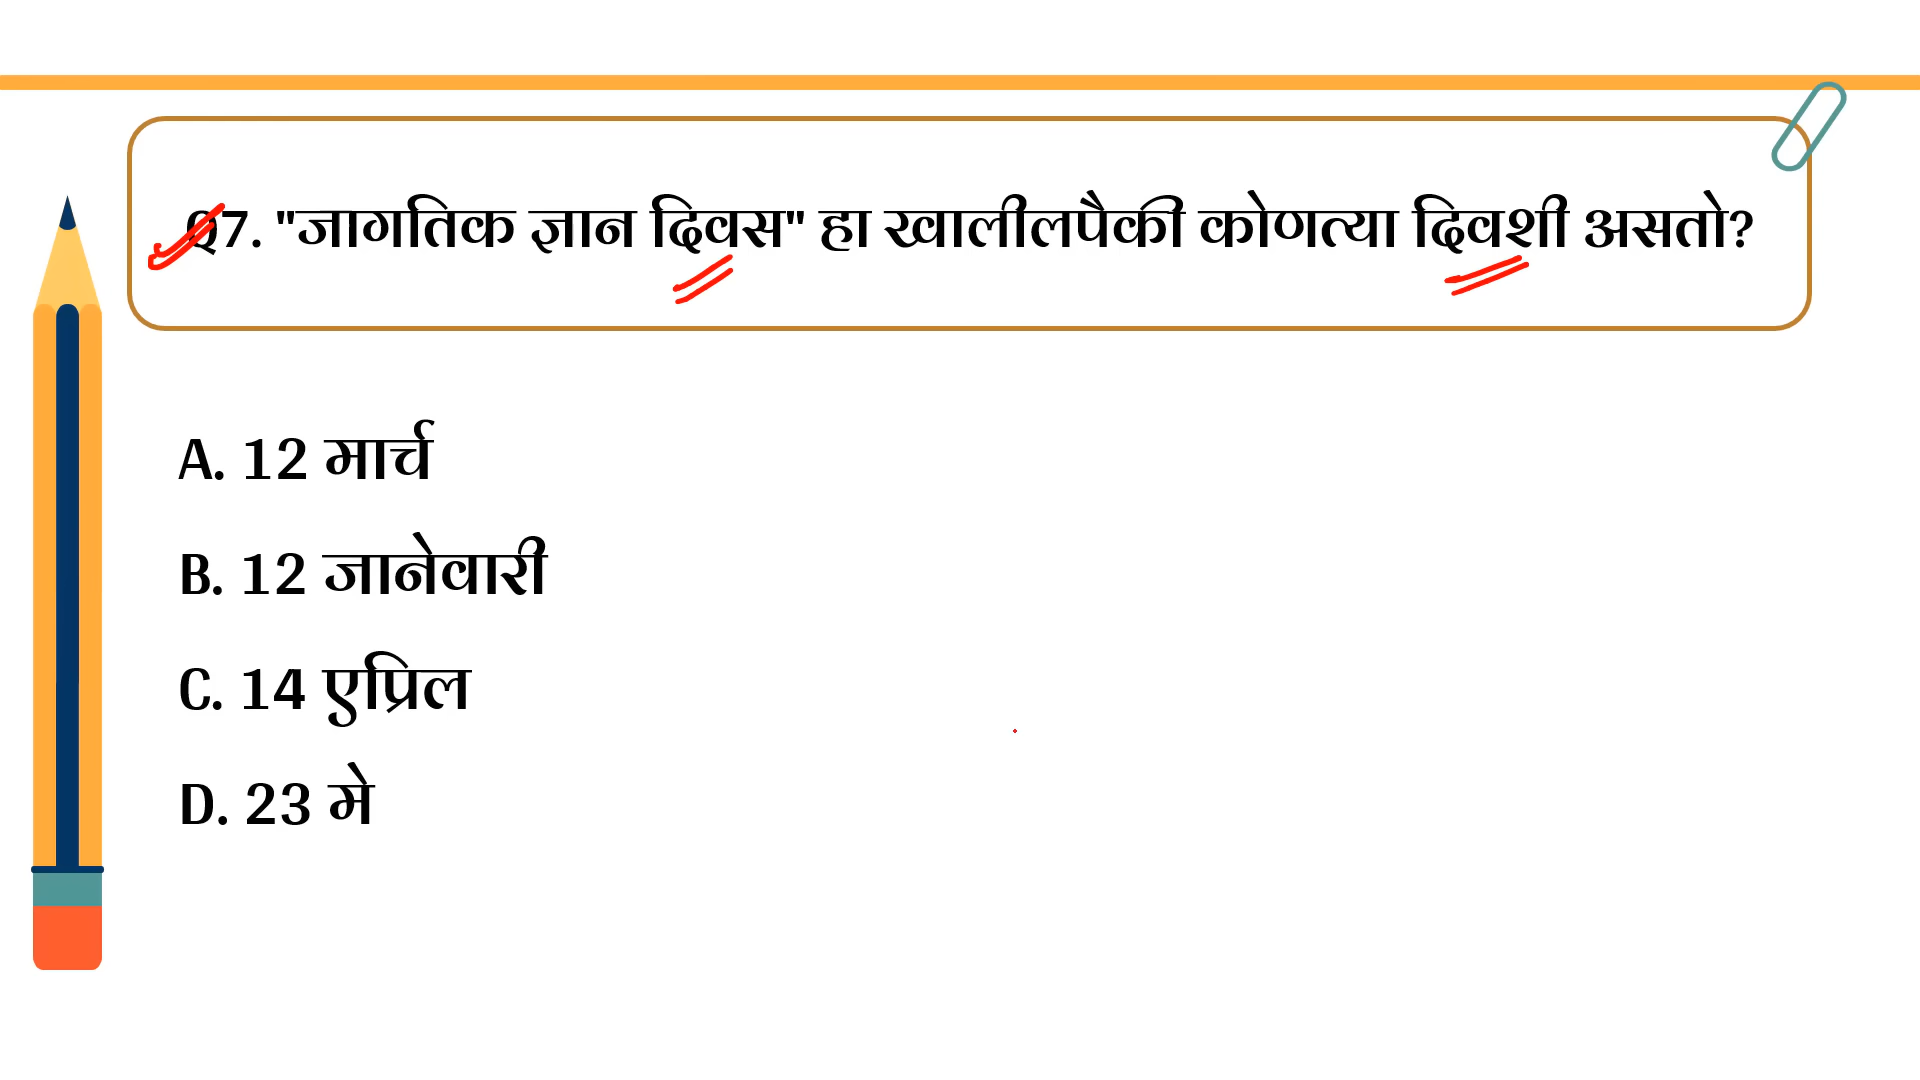 Q7. "जागतिक ज्ञान दिवस" हा खालीलपैकी कोणत्या दिवशी असतो?
A. 12 मार्च
B. 12 जानेवारी
C. 14 एप्रिल
D. 23 मे